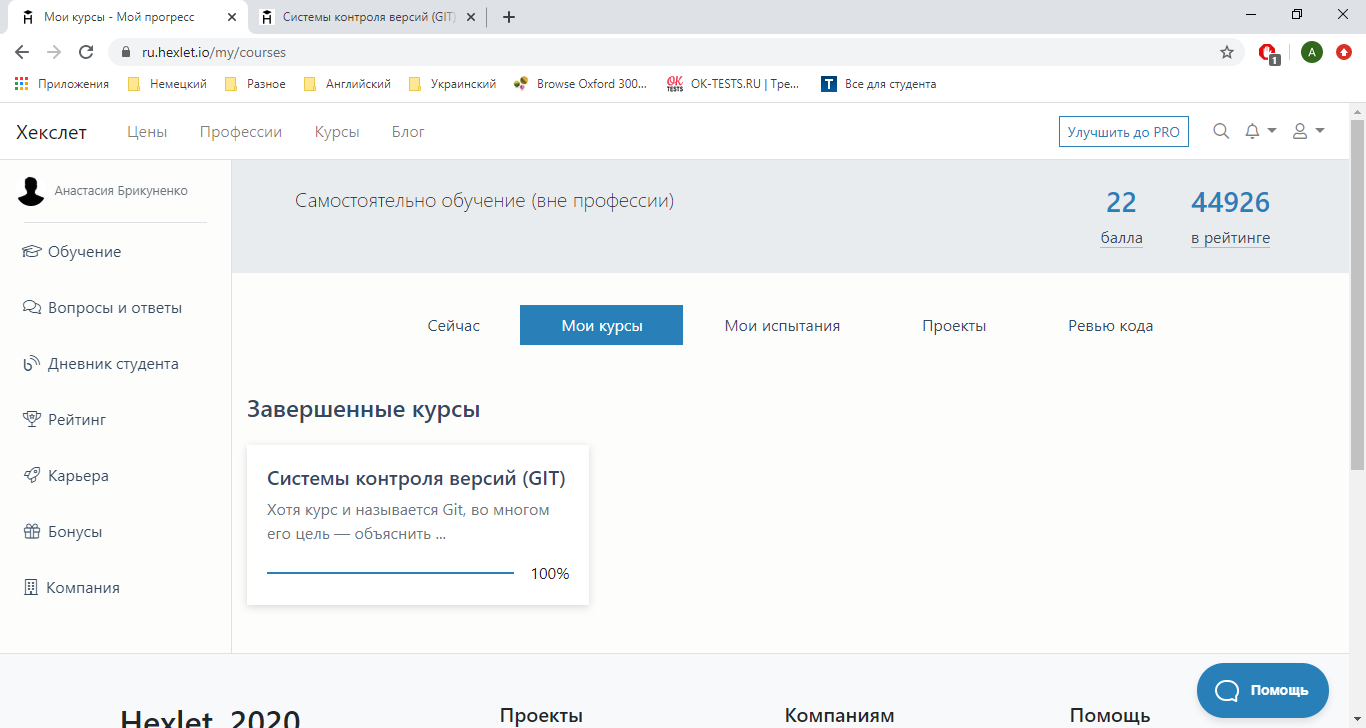 Мои курсы - Мой прогресс
Системы контроля версий (GIT)
ru.hexlet.io/my/courses
1
A
Приложения Немецкий Разное Английский Украинский Browse Oxford 300... OK TESTS OK-TESTS.RU | Тре... T Все для студента
Хекслет Цены Профессии Курсы Блог Улучшить до PRO
Анастасия Брикуненко
Обучение
Вопросы и ответы
Дневник студента
Рейтинг
Карьера
Бонусы
Компания
Самостоятельно обучение (вне профессии)
22 44926
балла в рейтинге
Сейчас Мои курсы Мои испытания Проекты Ревью кода
Завершенные курсы
Системы контроля версий (GIT)
Хотя курс и называется Git, во многом
его цель — объяснить ...
100%
Помощь
Hexlet, 2020 Проекты Компаниям Помощь